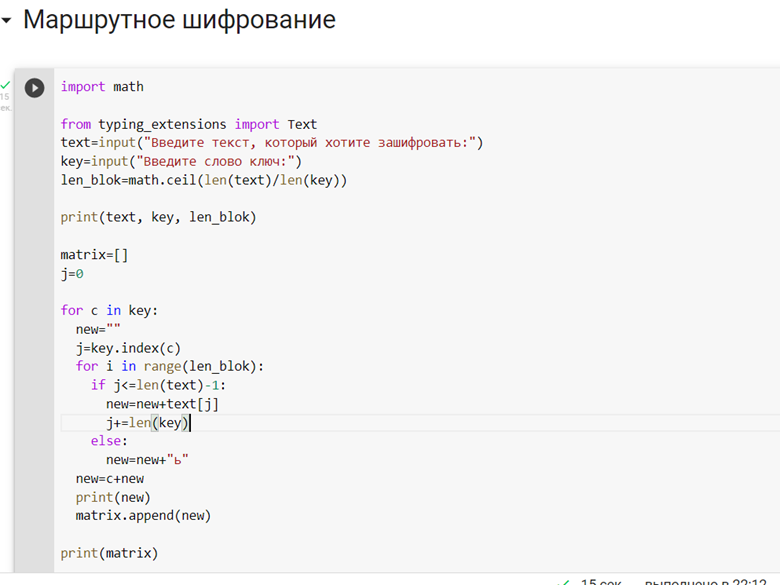 Маршрутное шифрование
import math
15
ек.
from typing_extensions import Text
text=input("Введите текст, который хотите зашифровать:")
key=input("Введите слово ключ:")
len_blok=math.ceil(len(text)/len(key))
print(text, key, len_blok)
matrix=[]
j=0
for c in key:
  new=""
  j=key.index(c)
  for i in range(len_blok):
    if j<=len(text)-1:
      new=new+text[j]
      j+=len(key)
    else:
      new=new+"ь"
  new=c+new
  print(new)
  matrix.append(new)
print(matrix)
15 сек. выполнено в 22:12